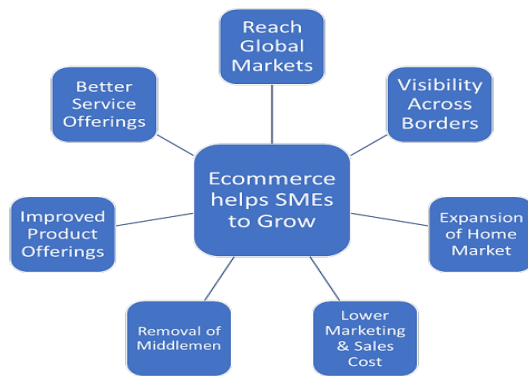 Reach
Global
Markets
Better
Service
Offerings
Visibility
Across
Borders
Ecommerce
helps SMEs
to Grow
Improved
Product
Offerings
Expansion
of Home
Market
Removal of
Middlemen
Lower
Marketing
& Sales
Cost